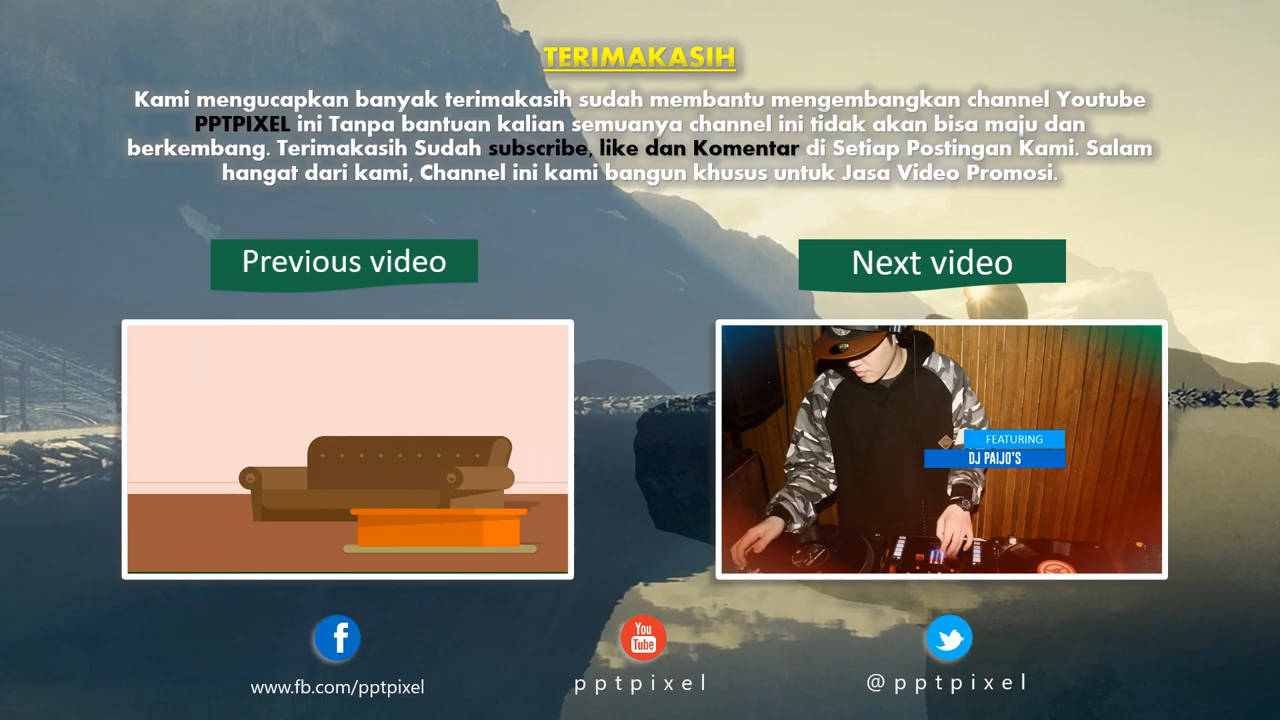 TERIMAKASIH
Kami mengucapkan banyak terimakasih sudah membantu mengembangkan channel Youtube
PPTPIXEL ini Tanpa bantuan kalian semuanya channel ini tidak akan bisa maju dan
berkembang. Terimakasih Sudah subscribe, like dan Komentar di Setiap Postingan Kami. Salam
hangat dari kami, Channel ini kami bangun khusus untuk Jasa Video Promosi.
Previous video
Next video
FEATURING
DJ PAIJO'S
f
You
Tube
www.fb.com/pptpixel
pptpixel
@pptpixel